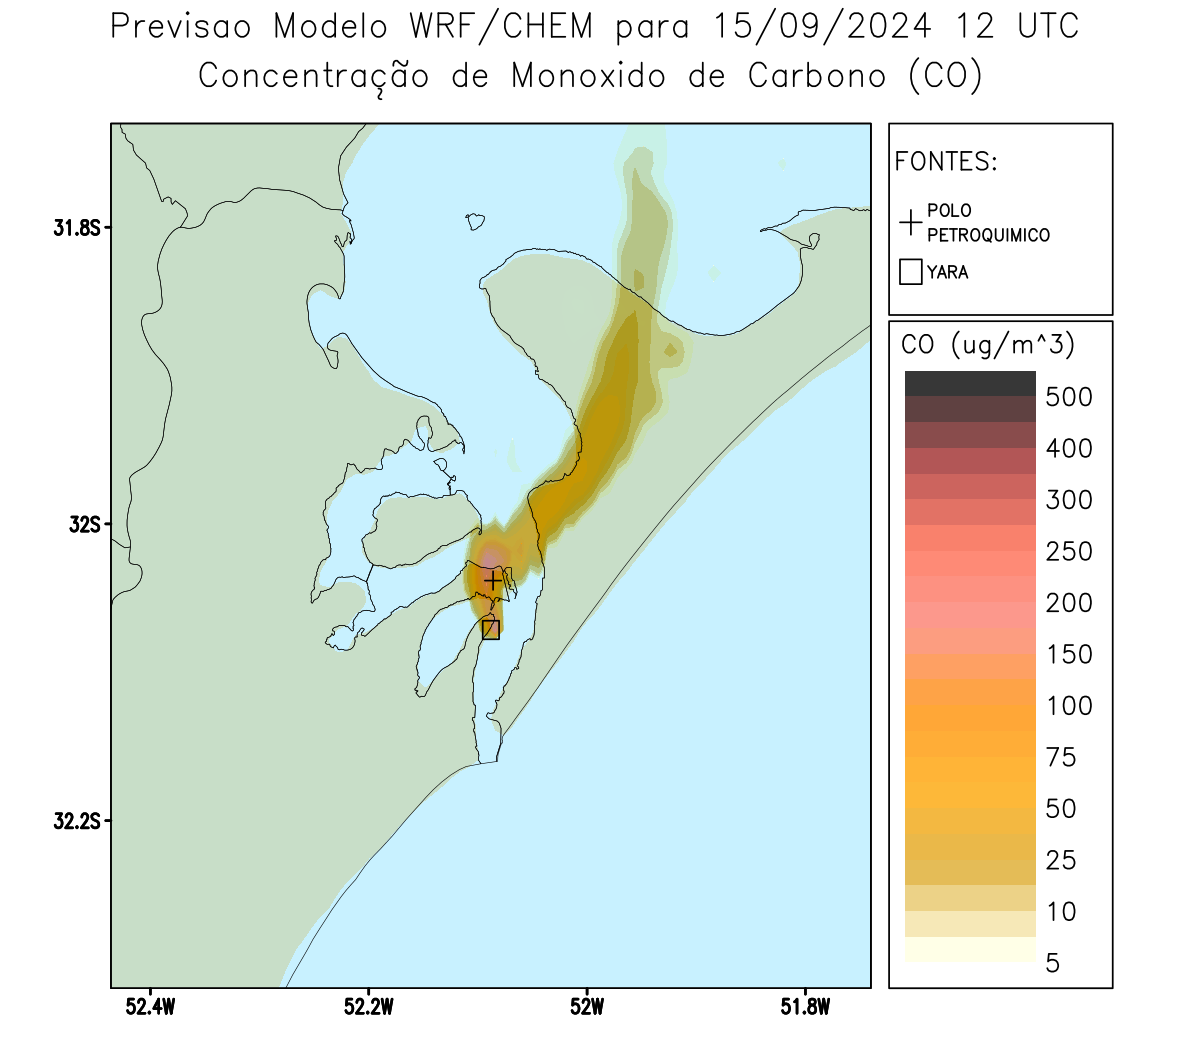 Previsao Modelo WRF/CHEM para 15/09/2024 12 UTC
Concentração de Monoxido de Carbono (CO)
FONTES:
POLO
PETROQUIMICO
YARA
CO (ug/m^3)
500
400
300
250
200
150
100
75
50
25
10
5
31.8S
32S
32.2S
52.4W
52.2W
52W
51.8W